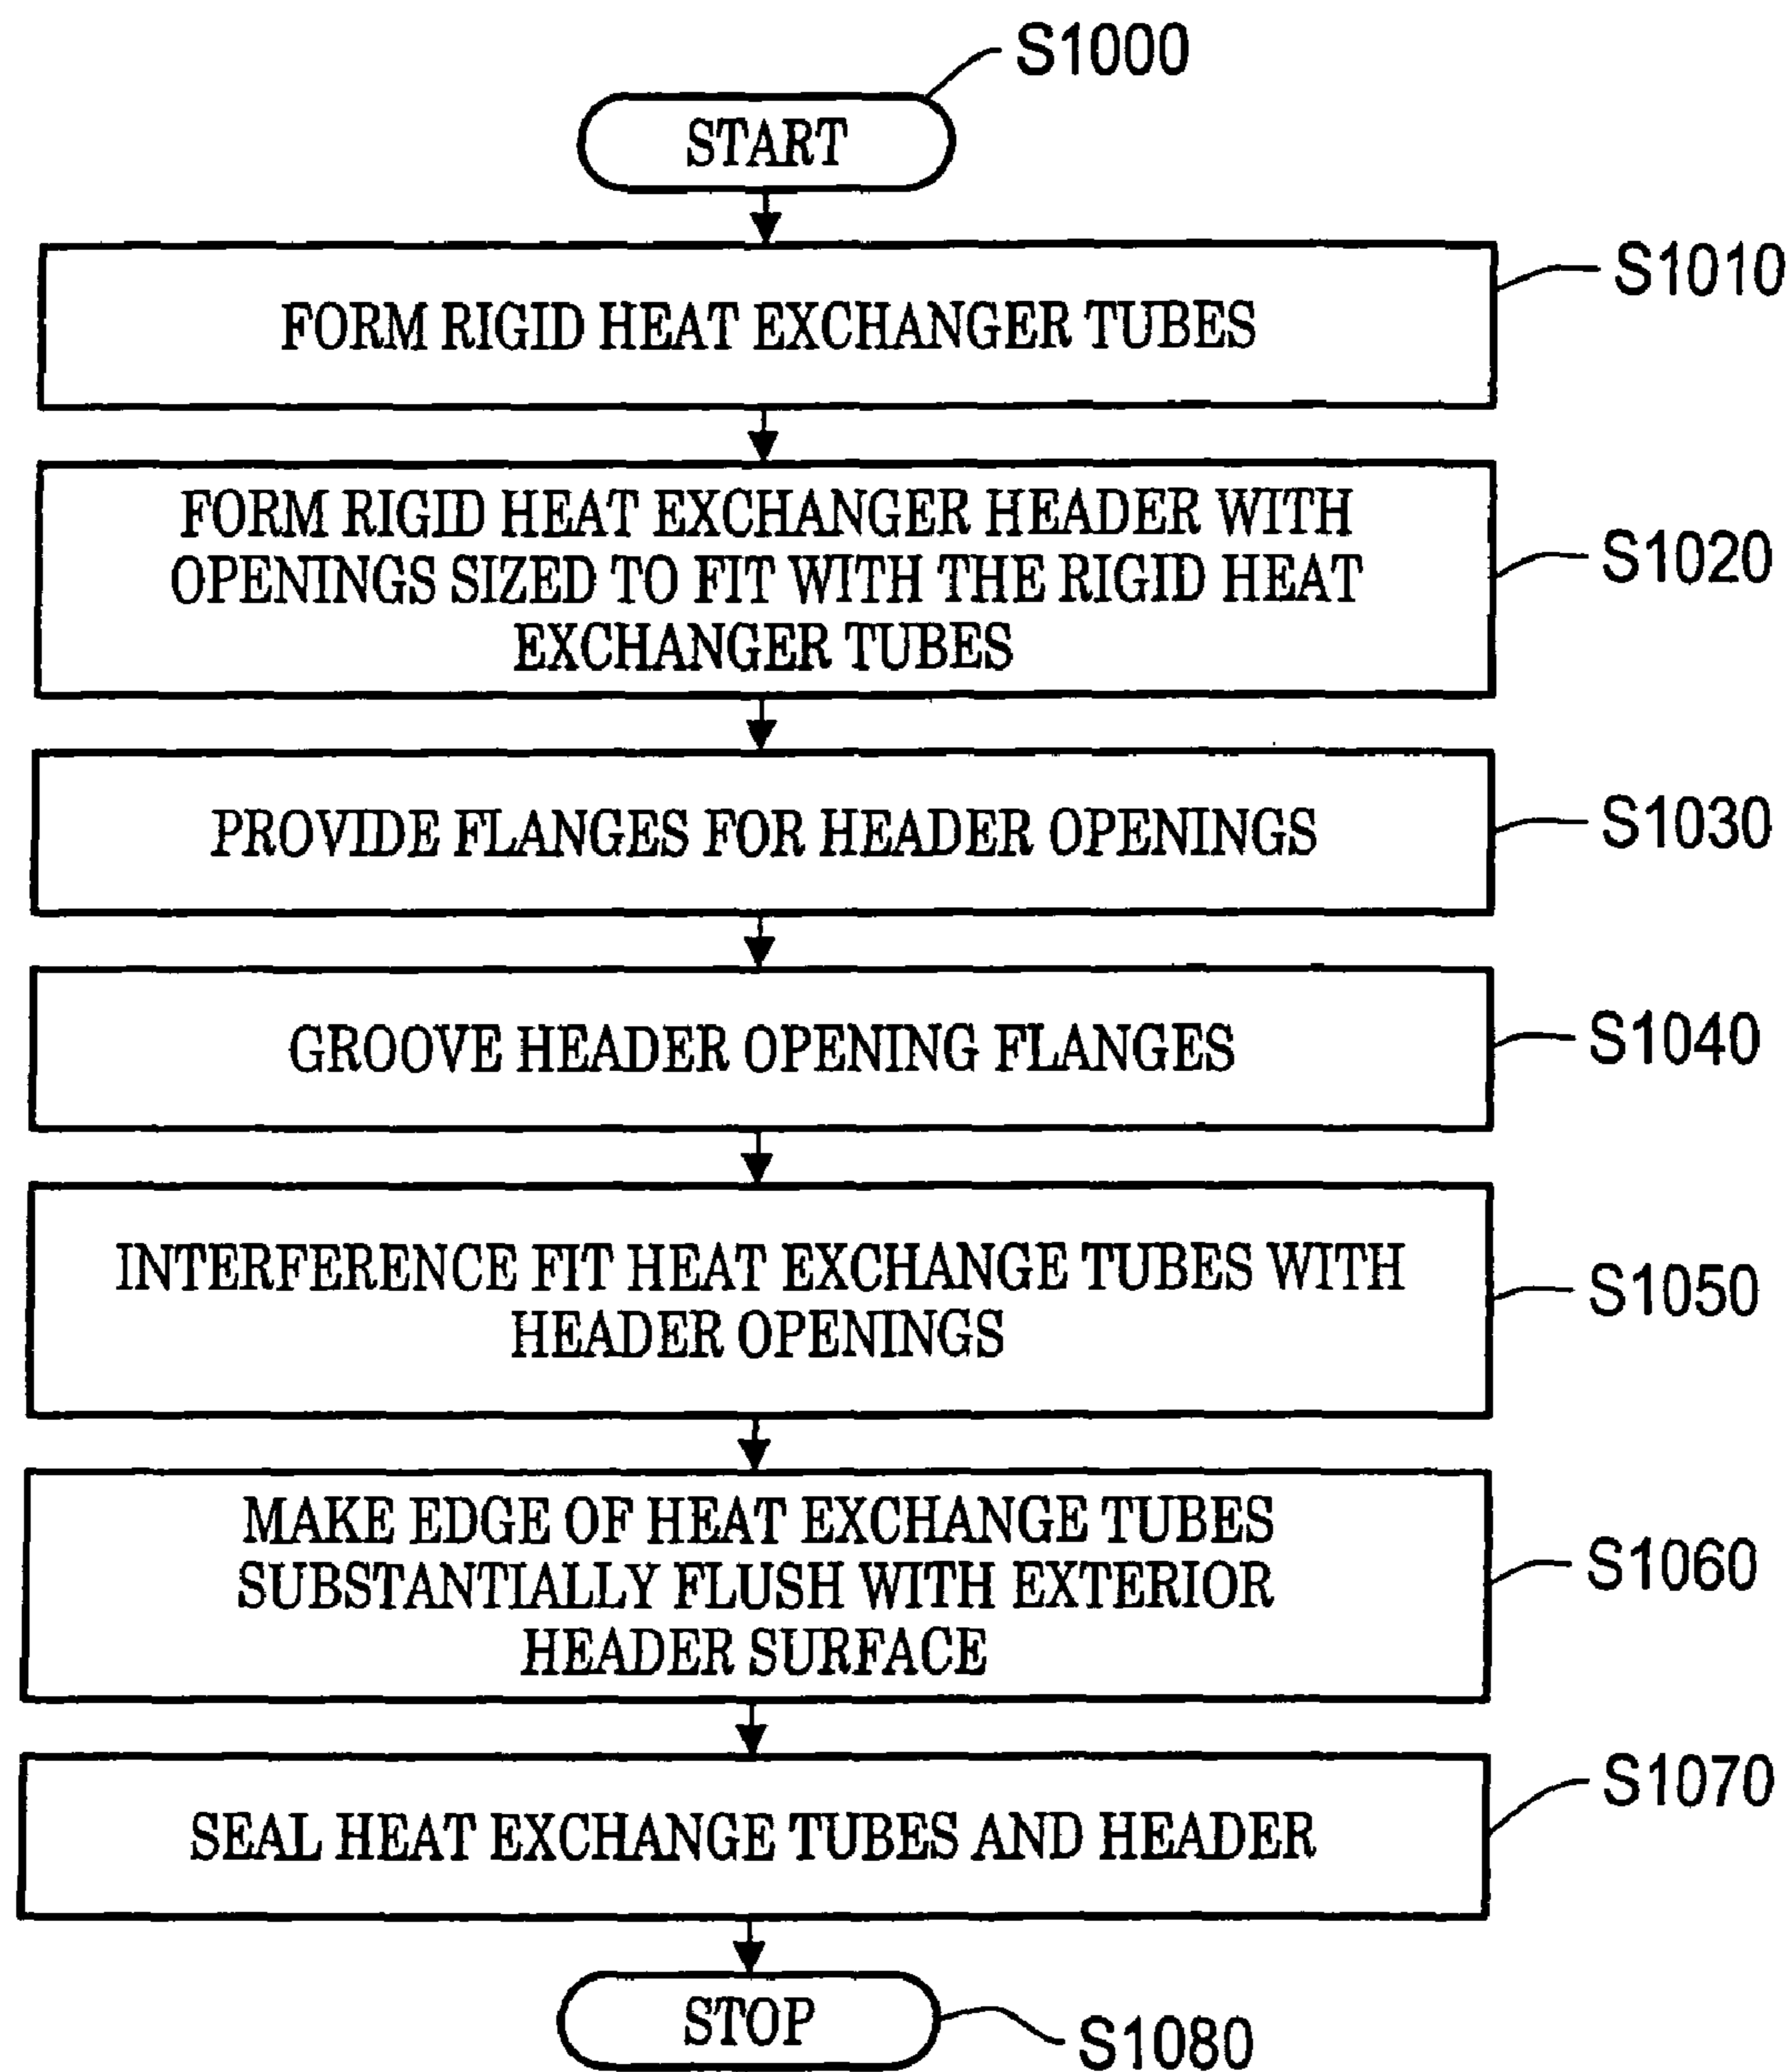 S1000
START
S1010
FORM RIGID HEAT EXCHANGER TUBES
FORM RIGID HEAT EXCHANGER HEADER WITH
OPENINGS SIZED TO FIT WITH THE RIGID HEAT
EXCHANGER TUBES
S1020
PROVIDE FLANGES FOR HEADER OPENINGS
S1030
GROOVE HEADER OPENING FLANGES
S1040
INTERFERENCE FIT HEAT EXCHANGE TUBES WITH
HEADER OPENINGS
S1050
MAKE EDGE OF HEAT EXCHANGE TUBES
SUBSTANTIALLY FLUSH WITH EXTERIOR
HEADER SURFACE
S1060
SEAL HEAT EXCHANGE TUBES AND HEADER
S1070
STOP
S1080